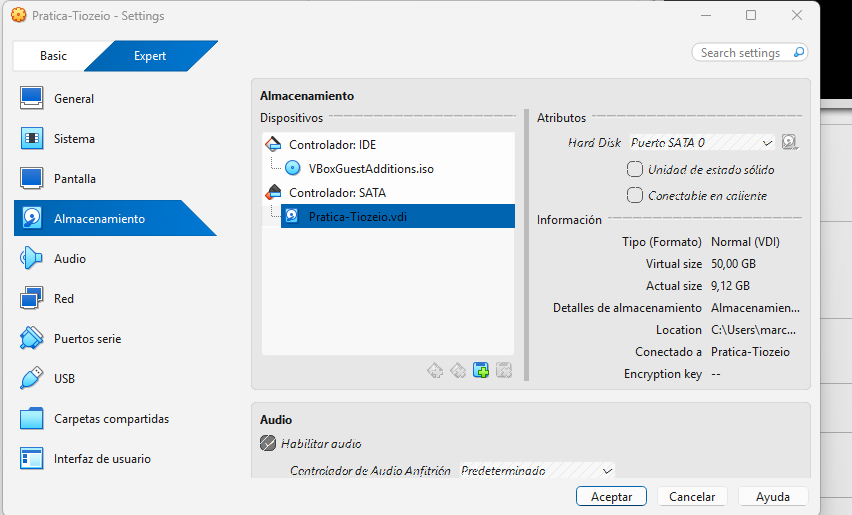 Pratica-Tiozeio - Settings
Basic
Expert
Search settings
General
Sistema
Pantalla
Almacenamiento
Audio
Red
Puertos serie
USB
Carpetas compartidas
Interfaz de usuario
Almacenamiento
Dispositivos
Controlador: IDE
VBoxGuestAdditions.iso
Controlador: SATA
Pratica-Tiozeio.vdi
Atributos
Hard Disk Puerto SATA 0
Unidad de estado sólido
Conectable en caliente
Información
Tipo (Formato) Normal (VDI)
Virtual size 50,00 GB
Actual size 9,12 GB
Detalles de almacenamiento Almacenamien...
Location C:\Users\marc...
Conectado a Pratica-Tiozeio
Encryption key --
Audio
Habilitar audio
Controlador de Audio Anfitrión Predeterminado
Aceptar
Cancelar
Ayuda